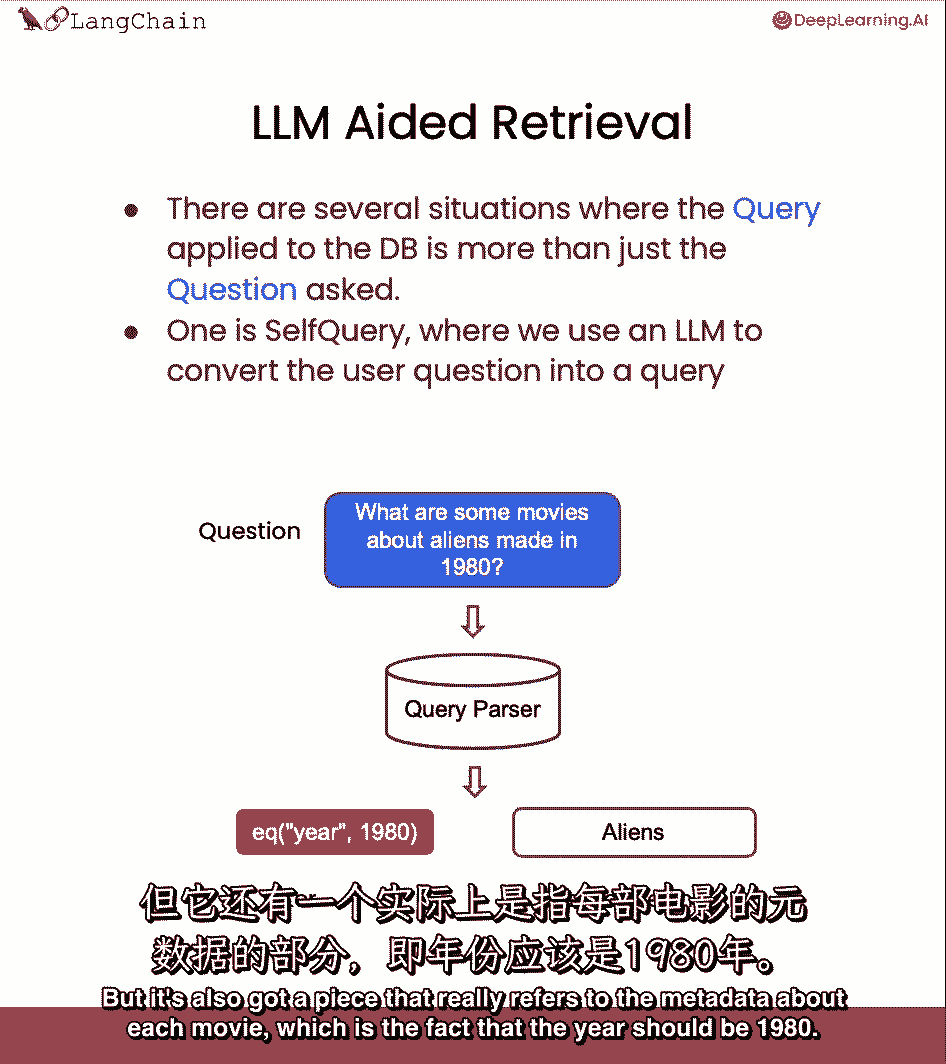 LangChain
DeepLearning.AI
LLM Aided Retrieval
• There are several situations where the Query
applied to the DB is more than just the
Question asked.
• One is SelfQuery, where we use an LLM to
convert the user question into a query
Question
What are some movies
about aliens made in
1980?
Query Parser
eq("year", 1980)
Aliens
但它还有一个实际上是指每部电影的元
数据的部分，即年份应该是1980年。
But it's also got a piece that really refers to the metadata about
each movie, which is the fact that the year should be 1980.